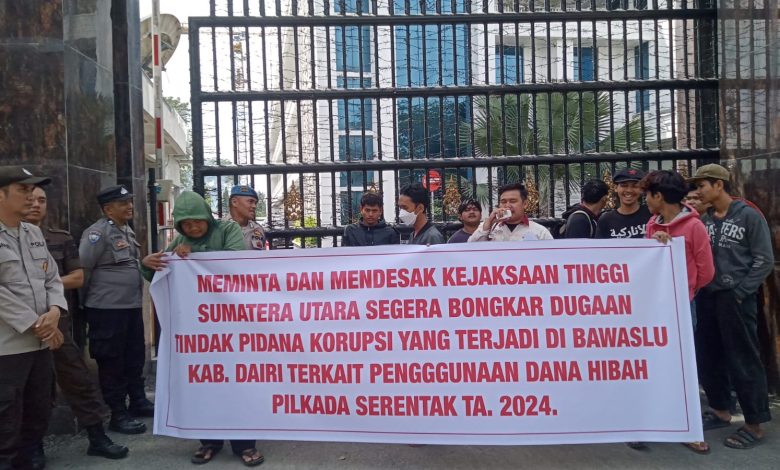 MEMINTA DAN MENDESAK KEJAKSAAN TINGGI
SUMATERA UTARA SEGERA BONGKAR DUGAAN
TINDAK PIDANA KORUPSI YANG TERJADI DI BAWASLU
KAB. DAIRI TERKAIT PENGGGUNAAN DANA HIBAH
PILKADA SERENTAK TA. 2024.